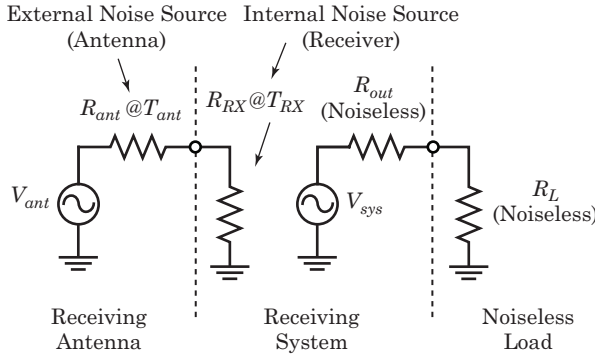 External Noise Source
(Antenna)
Internal Noise Source
(Receiver)
R_ant @T_ant
R_RX@T_RX
R_out
(Noiseless)
V_ant
V_sys
R_L
(Noiseless)
Receiving
Antenna
Receiving
System
Noiseless
Load